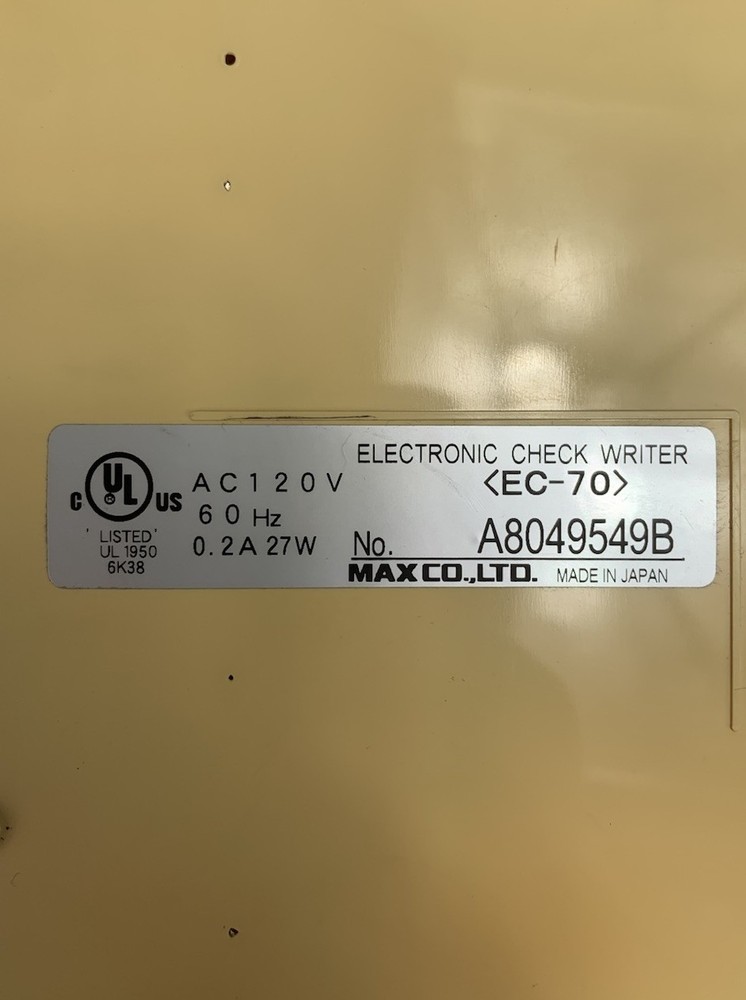 ELECTRONIC CHECK WRITER
<EC-70>
C UL ® US
LISTED
UL 1950
6K38
AC120V
60Hz
0.2A 27W
No. A8049549B
MAX CO.,LTD. MADE IN JAPAN